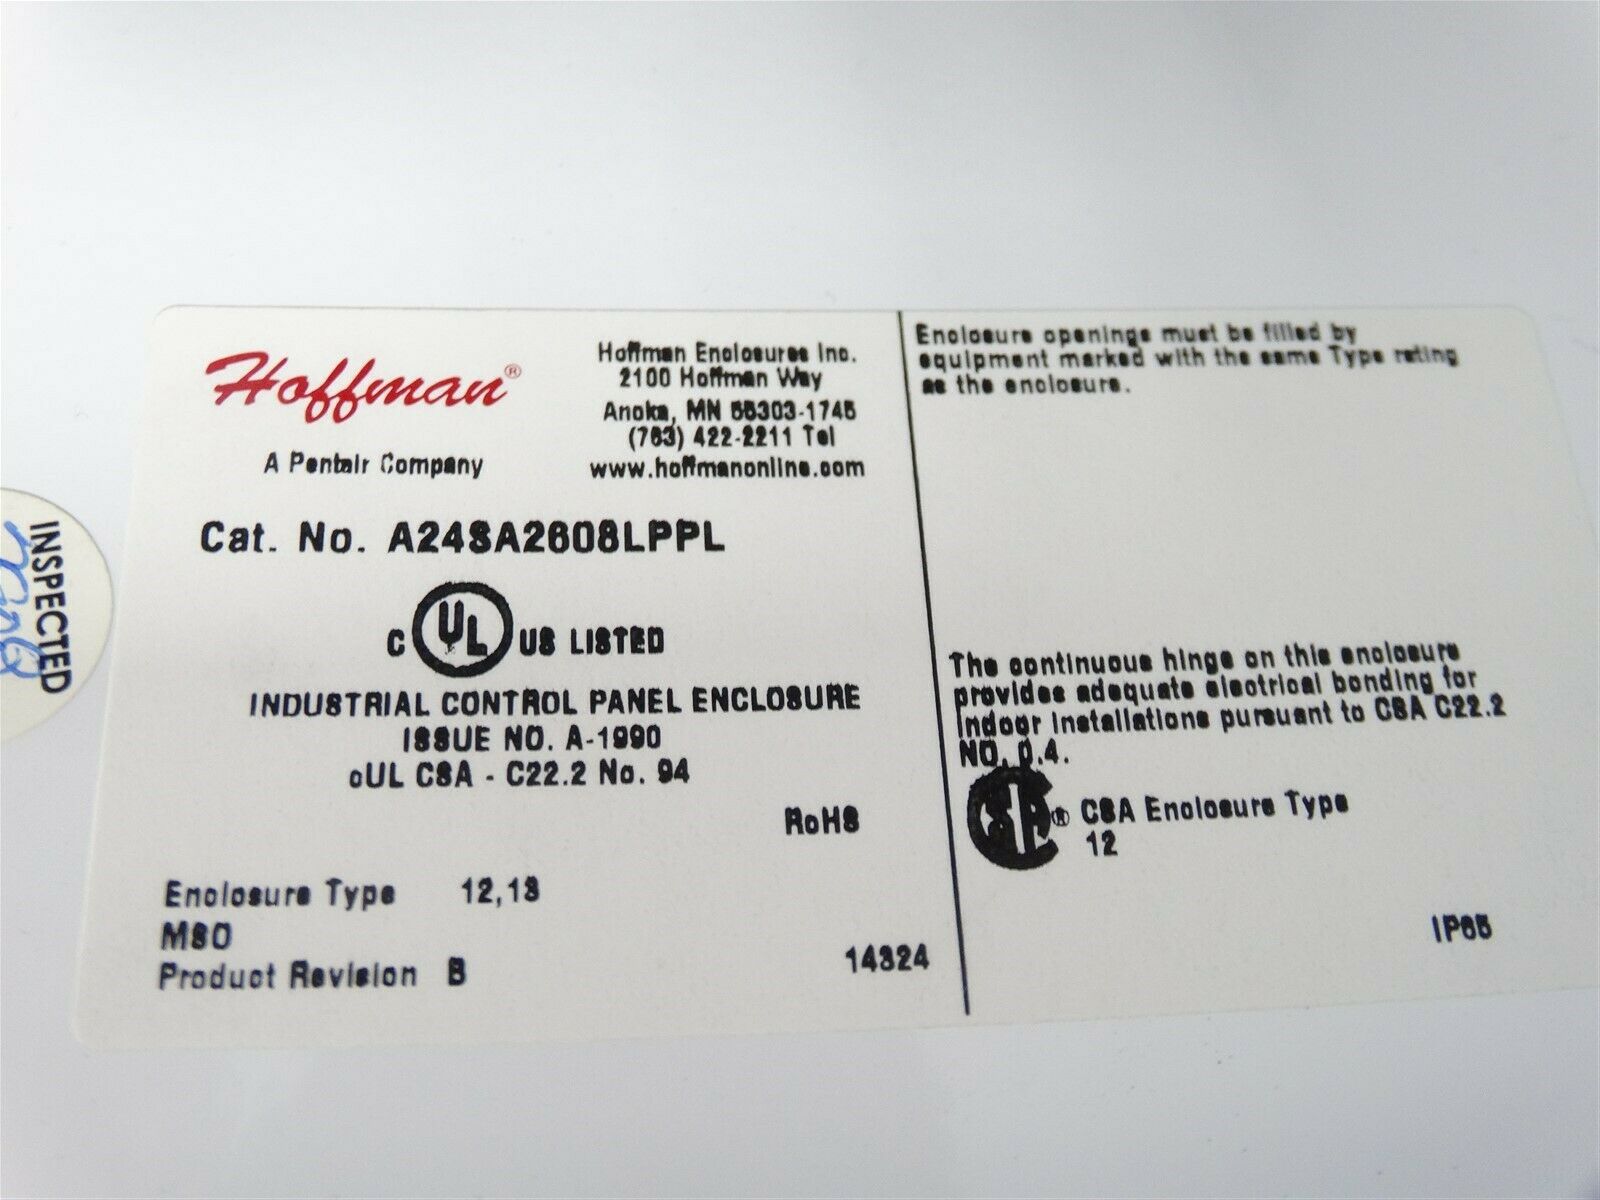 Hoffman®
A Pentair Company
Hoffman Enclosures Inc.
2100 Hoffman Way
Anoka, MN 55303-1745
(763) 422-2211 Tel
www.hoffmanonline.com
Cat. No. A24SA2608LPPL
C UL US LISTED
INDUSTRIAL CONTROL PANEL ENCLOSURE
ISSUE NO. A-1990
cUL CSA - C22.2 No. 94
RoHS
Enclosure Type 12,13
MSO
Product Revision B
14324
Enclosure openings must be filled by
equipment marked with the same Type rating
as the enclosure.
The continuous hinge on this enclosure
provides adequate electrical bonding for
indoor installations pursuant to CSA C22.2
NO. 0.4.
® CSA Enclosure Type
12
IP65
INSPECTED